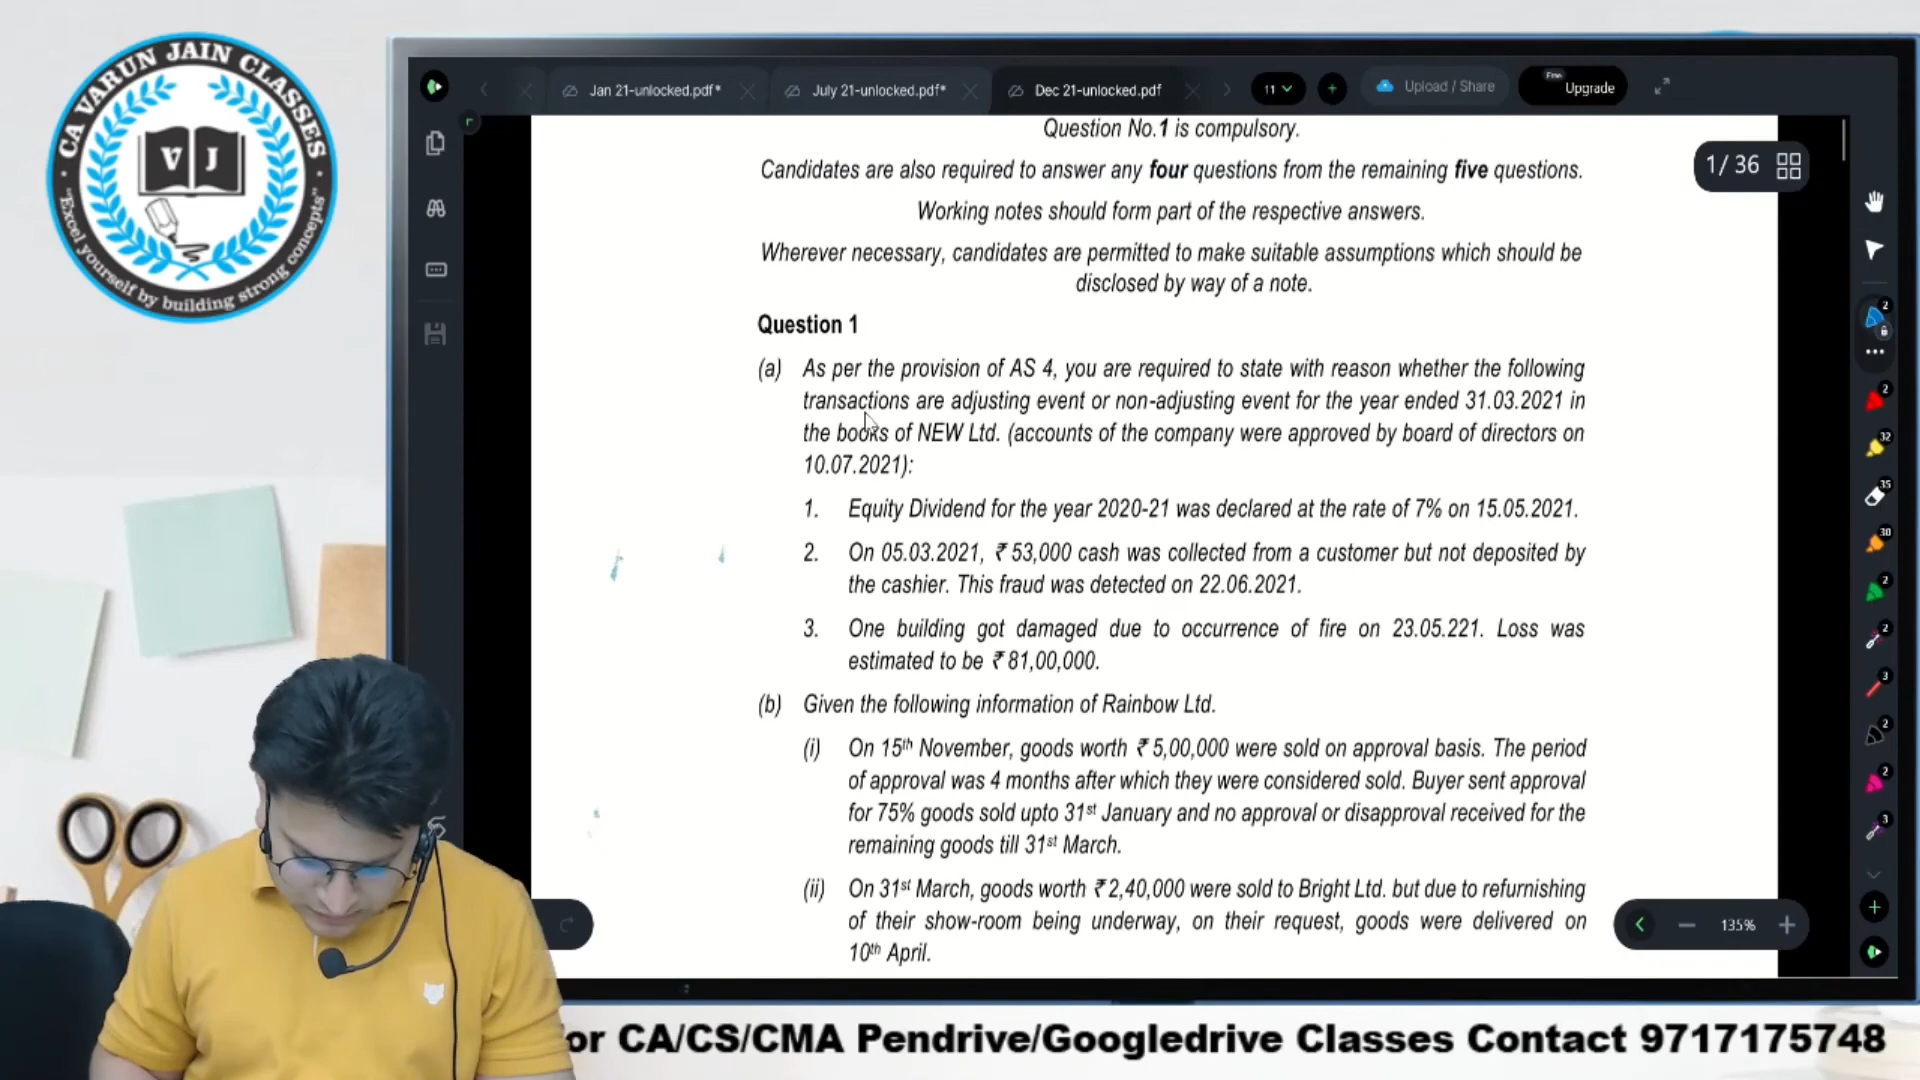 CA VARUN JAIN CLASSES
V J
"Excel yourself by building strong concepts"
Jan 21-unlocked.pdf*
July 21-unlocked.pdf*
Dec 21-unlocked.pdf
11
Upload / Share
Free
Upgrade
1/ 36
Question No.1 is compulsory.
Candidates are also required to answer any four questions from the remaining five questions.
Working notes should form part of the respective answers.
Wherever necessary, candidates are permitted to make suitable assumptions which should be
disclosed by way of a note.
Question 1
(a) As per the provision of AS 4, you are required to state with reason whether the following
transactions are adjusting event or non-adjusting event for the year ended 31.03.2021 in
the books of NEW Ltd. (accounts of the company were approved by board of directors on
10.07.2021):
1. Equity Dividend for the year 2020-21 was declared at the rate of 7% on 15.05.2021.
2. On 05.03.2021, ₹ 53,000 cash was collected from a customer but not deposited by
the cashier. This fraud was detected on 22.06.2021.
3. One building got damaged due to occurrence of fire on 23.05.221. Loss was
estimated to be ₹ 81,00,000.
(b) Given the following information of Rainbow Ltd.
(i) On 15th November, goods worth ₹ 5,00,000 were sold on approval basis. The period
of approval was 4 months after which they were considered sold. Buyer sent approval
for 75% goods sold upto 31st January and no approval or disapproval received for the
remaining goods till 31st March.
(ii) On 31st March, goods worth ₹ 2,40,000 were sold to Bright Ltd. but due to refurnishing
of their show-room being underway, on their request, goods were delivered on
10th April.
2
2
32
35
30
2
2
3
2
2
3
135%
or CA/CS/CMA Pendrive/Googledrive Classes Contact 9717175748